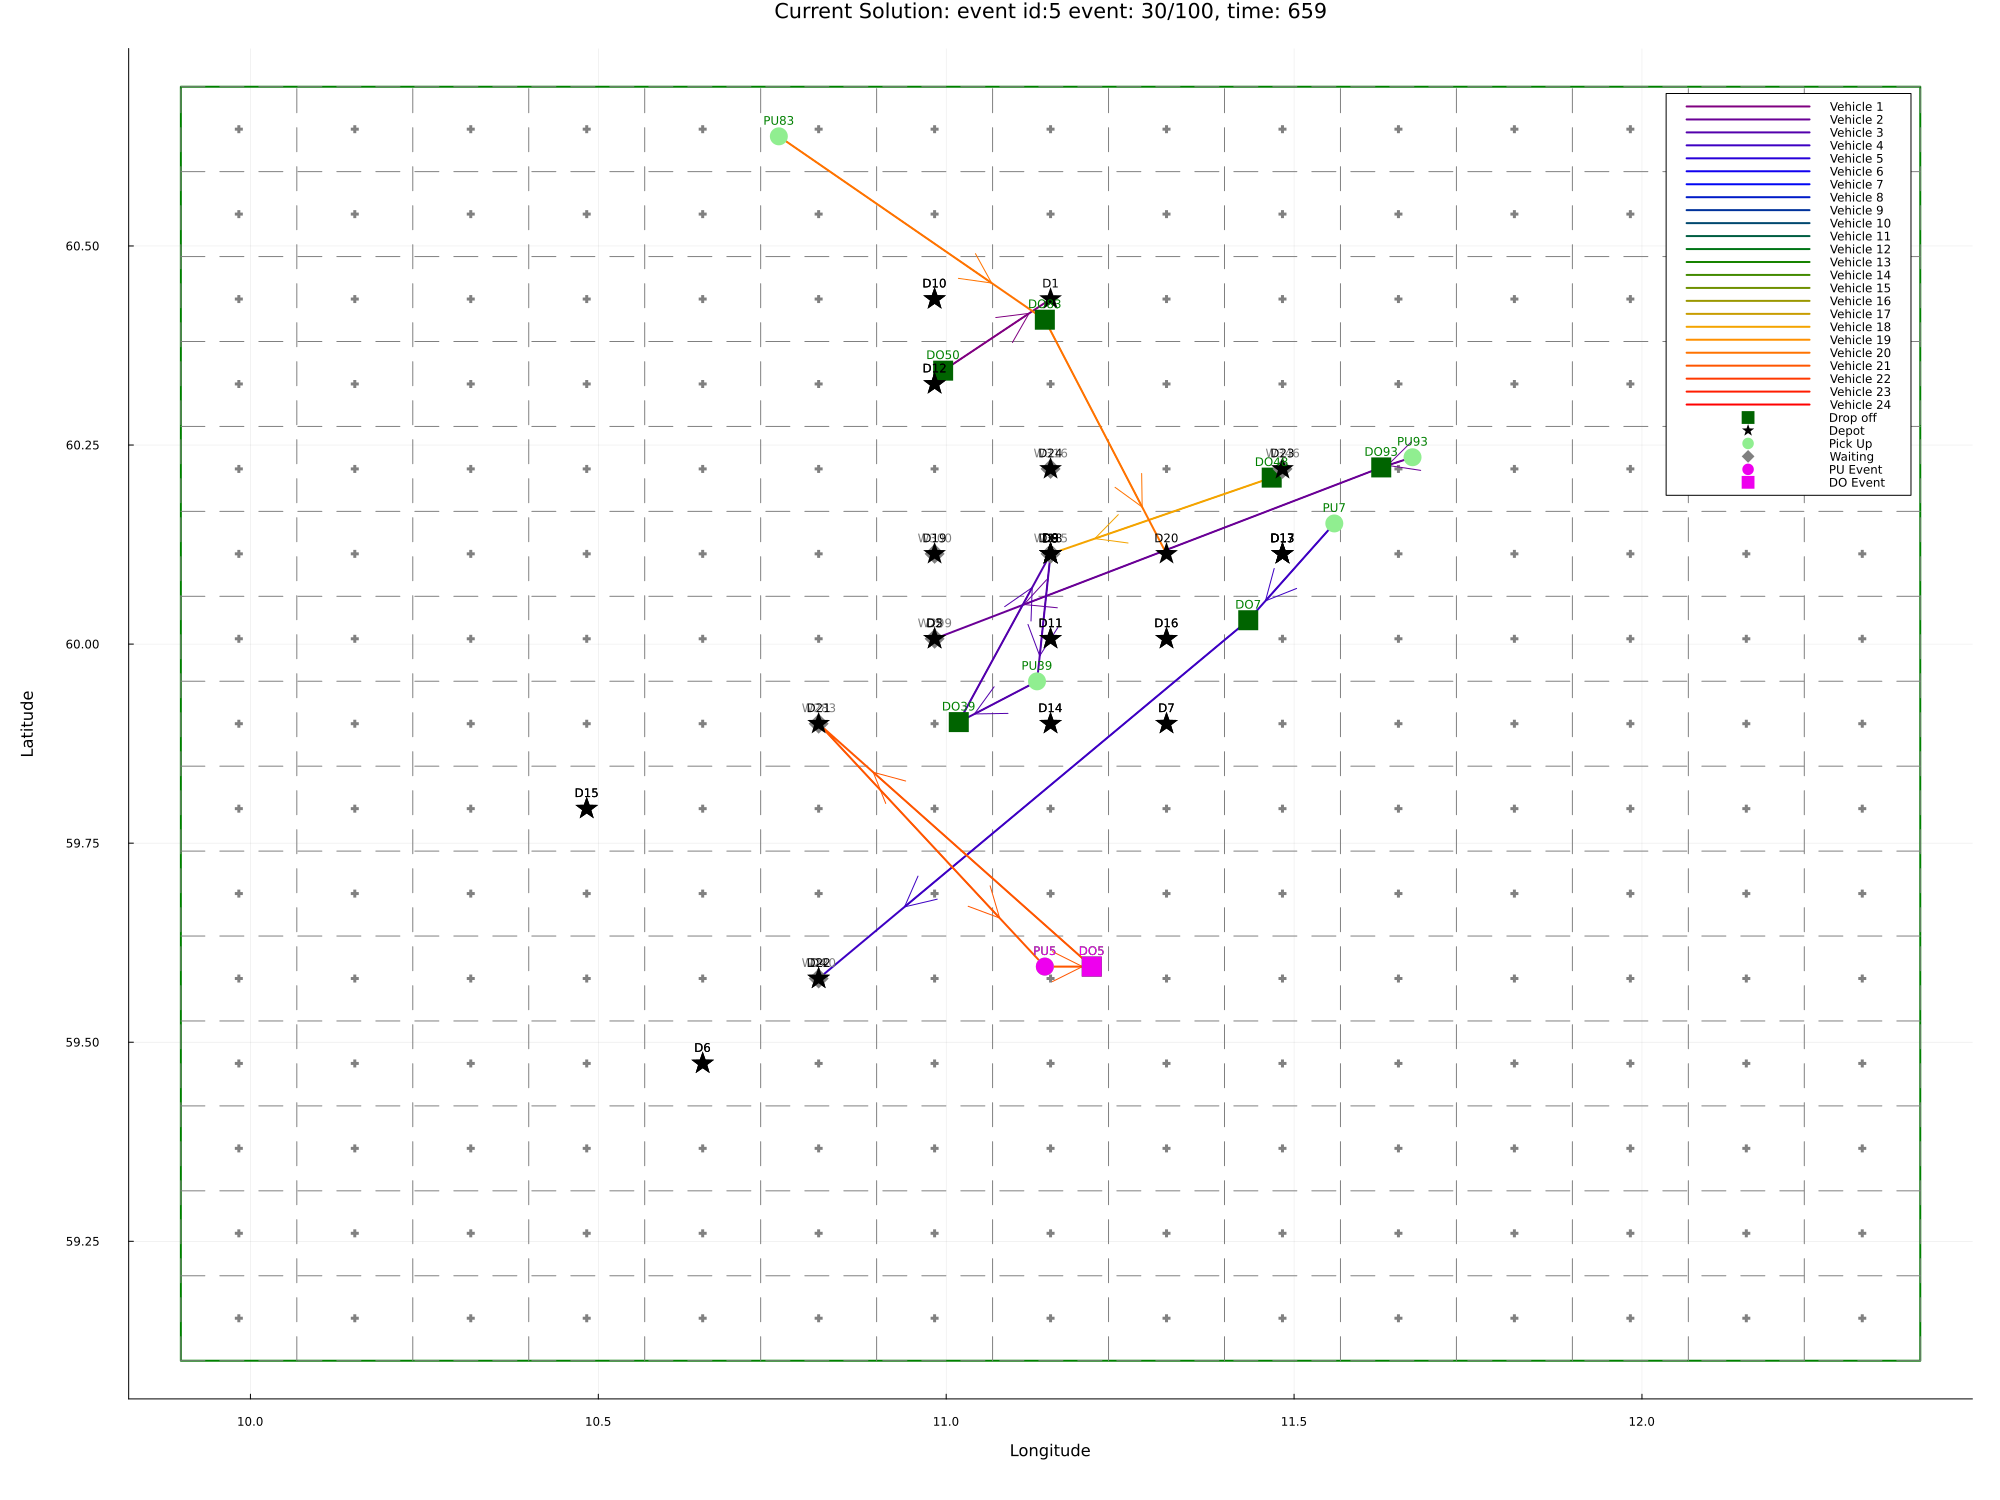 Current Solution: event id:5 event: 30/100, time: 659
Vehicle 1
Vehicle 2
Vehicle 3
Vehicle 4
Vehicle 5
Vehicle 6
Vehicle 7
Vehicle 8
Vehicle 9
Vehicle 10
Vehicle 11
Vehicle 12
Vehicle 13
Vehicle 14
Vehicle 15
Vehicle 16
Vehicle 17
Vehicle 18
Vehicle 19
Vehicle 20
Vehicle 21
Vehicle 22
Vehicle 23
Vehicle 24
Drop off
Depot
Pick Up
Waiting
PU Event
DO Event
PU83
60.50
D10
D1
DO50
D12
60.25
D24
D23
DO93
PU93
PU7
D19
D20
DO7
60.00
D11
D16
PU39
DO39
D21
D14
D7
D15
59.75
PU5
DO5
D22
59.50
D6
59.25
10.0
10.5
11.0
11.5
12.0
Longitude
Latitude